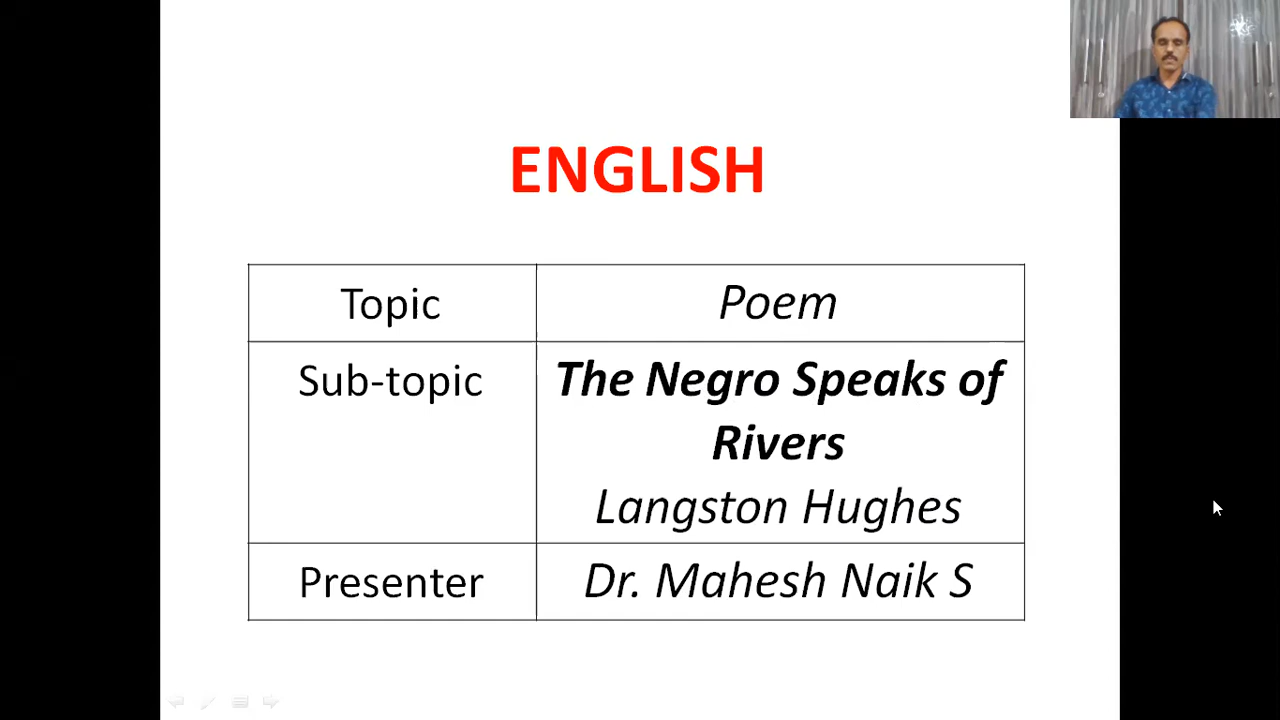 ENGLISH
Topic
Poem
Sub-topic
The Negro Speaks of
Rivers
Langston Hughes
Presenter
Dr. Mahesh Naik S